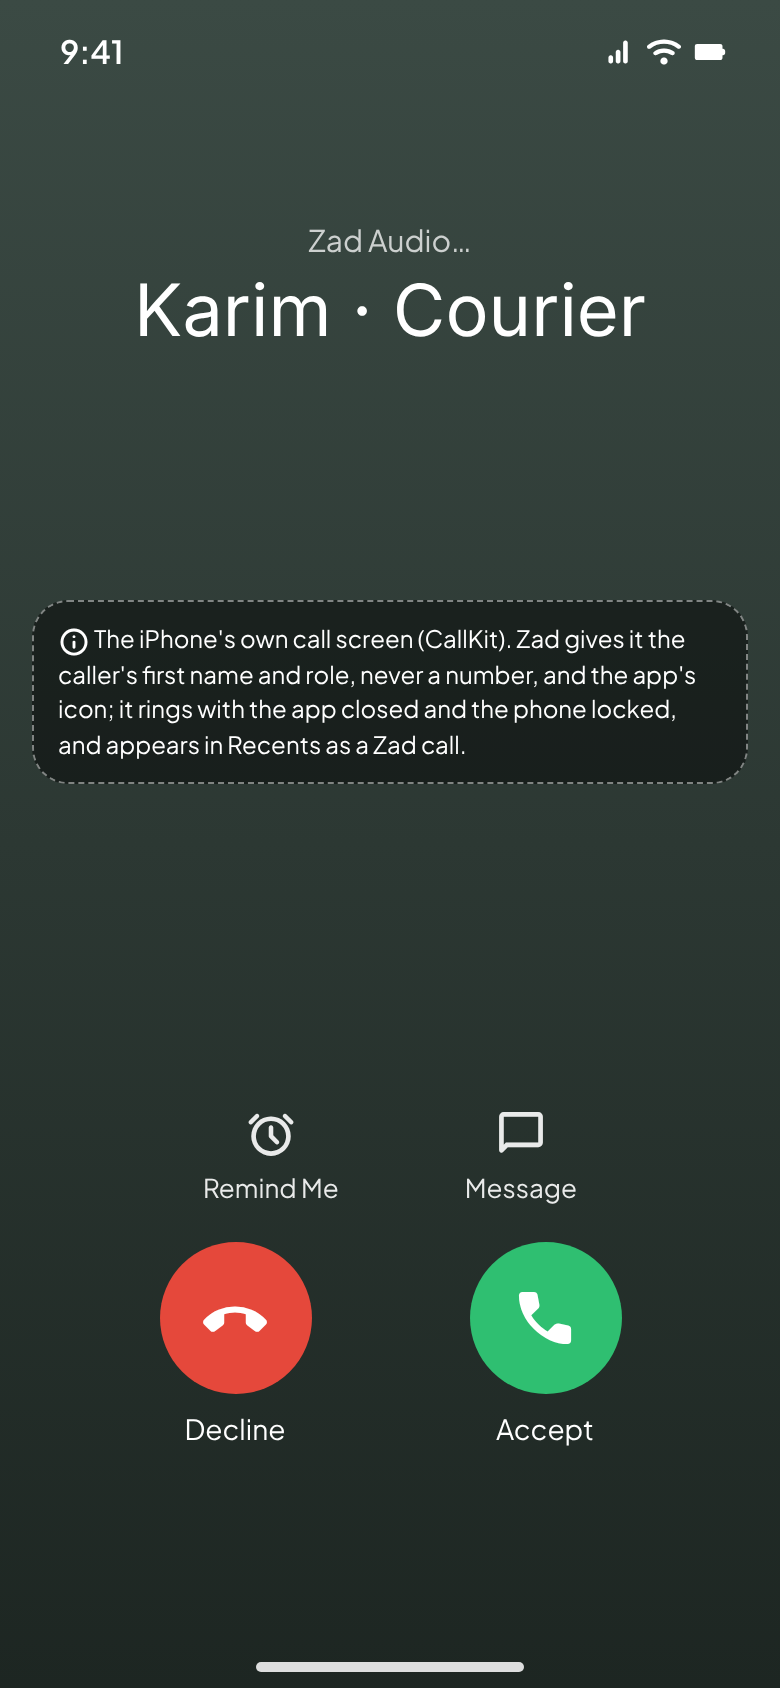 9:41
Zad Audio...
Karim · Courier
The iPhone's own call screen (CallKit). Zad gives it the
caller's first name and role, never a number, and the app's
icon; it rings with the app closed and the phone locked,
and appears in Recents as a Zad call.
Remind Me
Message
Decline
Accept